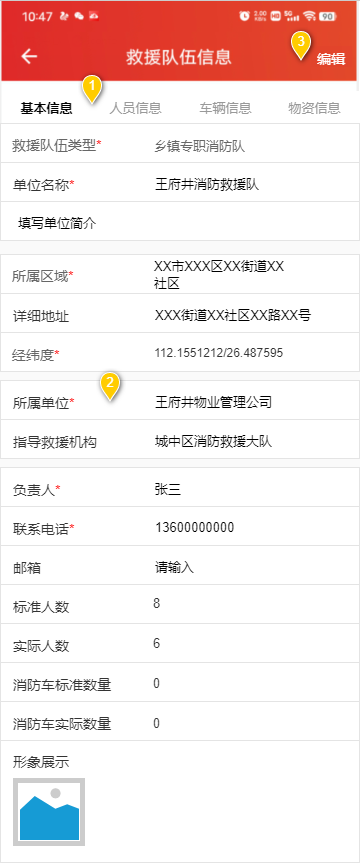 10:47 2.00 KB/s HD 5G 90
救援队伍信息 3 编辑
1
基本信息 人员信息 车辆信息 物资信息
救援队伍类型* 乡镇专职消防队
单位名称* 王府井消防救援队
填写单位简介
所属区域* XX市XXX区XX街道XX
社区
详细地址 XXX街道XX社区XX路XX号
经纬度* 112.1551212/26.487595
2
所属单位* 王府井物业管理公司
指导救援机构 城中区消防救援大队
负责人* 张三
联系电话* 13600000000
邮箱 请输入
标准人数 8
实际人数 6
消防车标准数量 0
消防车实际数量 0
形象展示